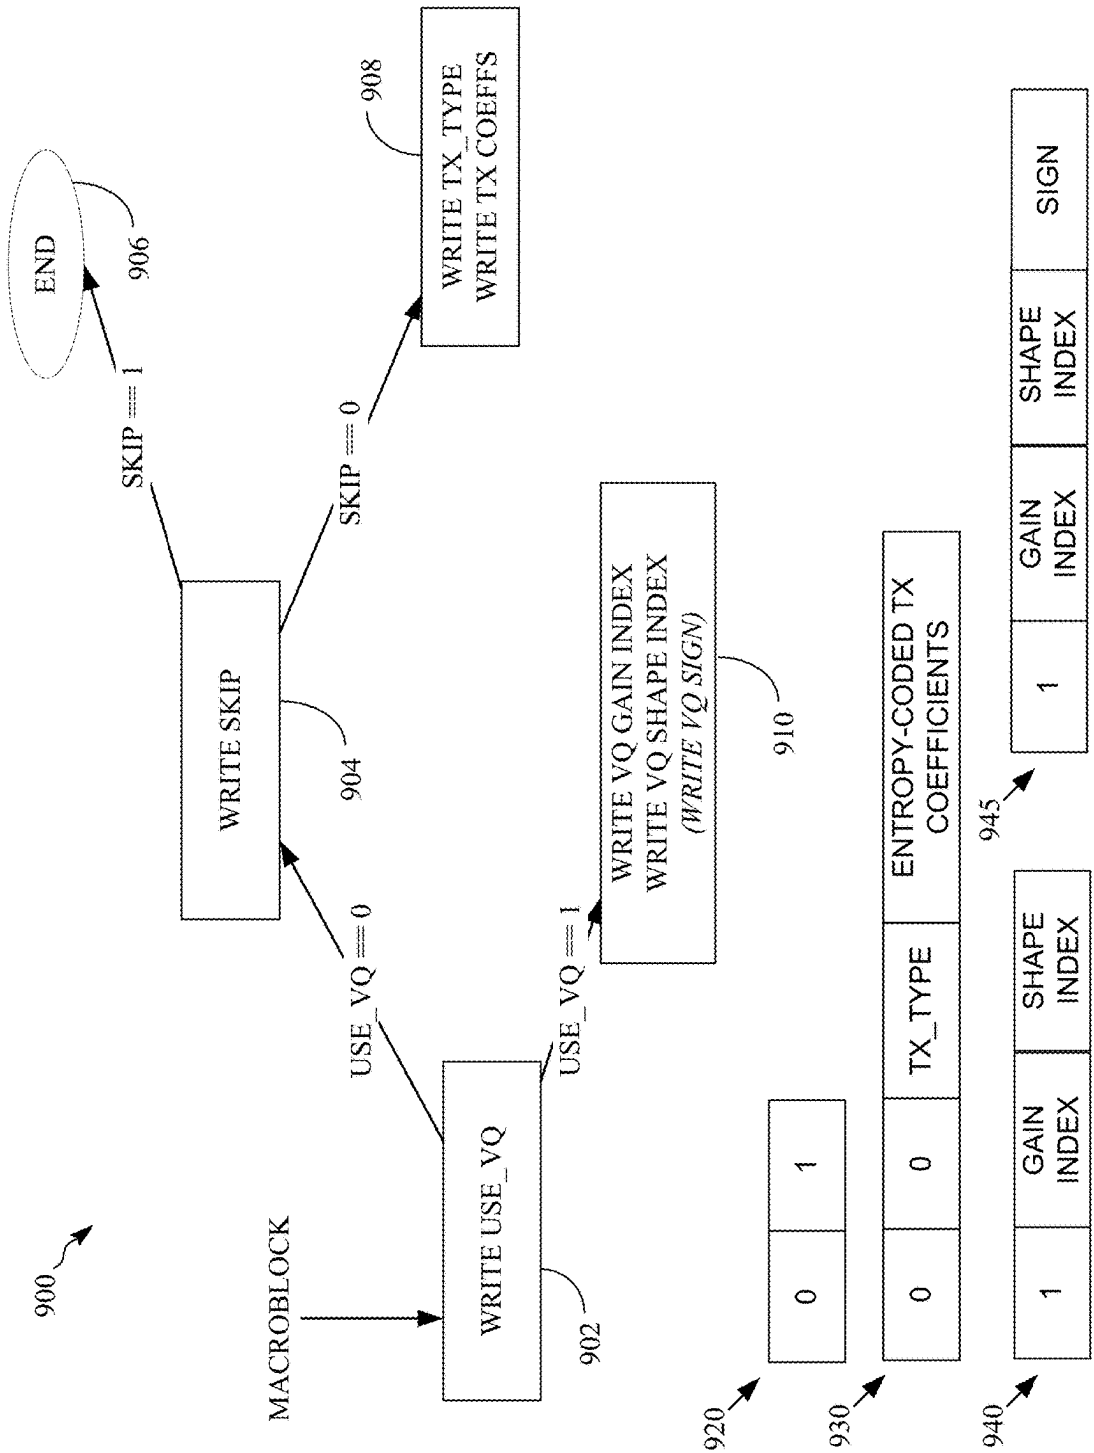 900
MACROBLOCK
WRITE USE_VQ
902
USE_VQ == 0
USE_VQ == 1
WRITE SKIP
904
SKIP == 1
SKIP == 0
END
906
WRITE TX_TYPE
WRITE TX COEFFS
908
WRITE VQ GAIN INDEX
WRITE VQ SHAPE INDEX
(WRITE VQ SIGN)
910
920
0
1
930
0
0
TX_TYPE
ENTROPY-CODED TX
COEFFICIENTS
940
1
GAIN
INDEX
SHAPE
INDEX
945
1
GAIN
INDEX
SHAPE
INDEX
SIGN